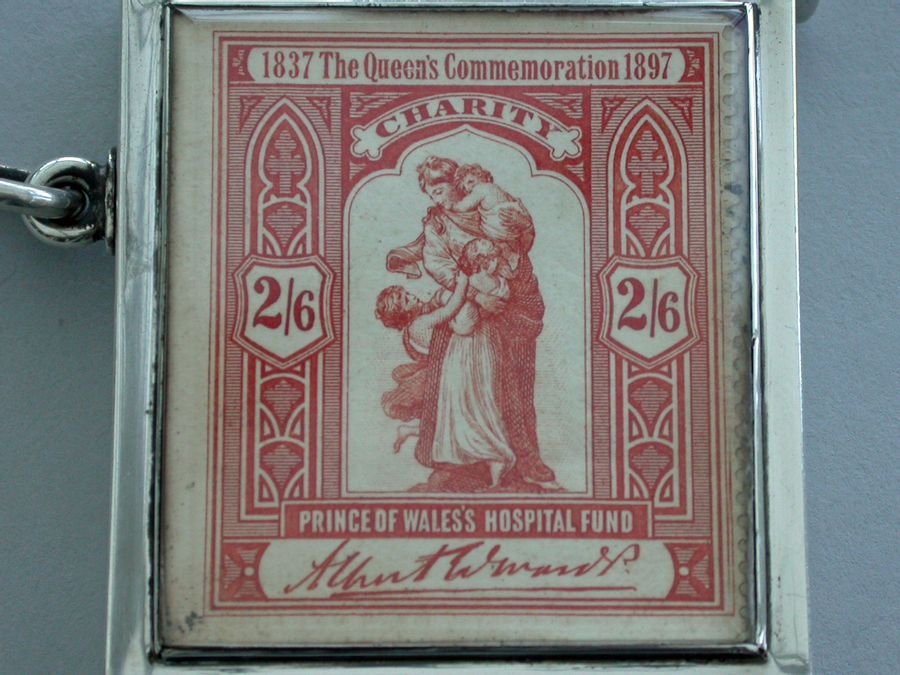 1837 The Queen's Commemoration 1897
CHARITY
2/6 2/6
PRINCE OF WALES'S HOSPITAL FUND
Albert Edward P.